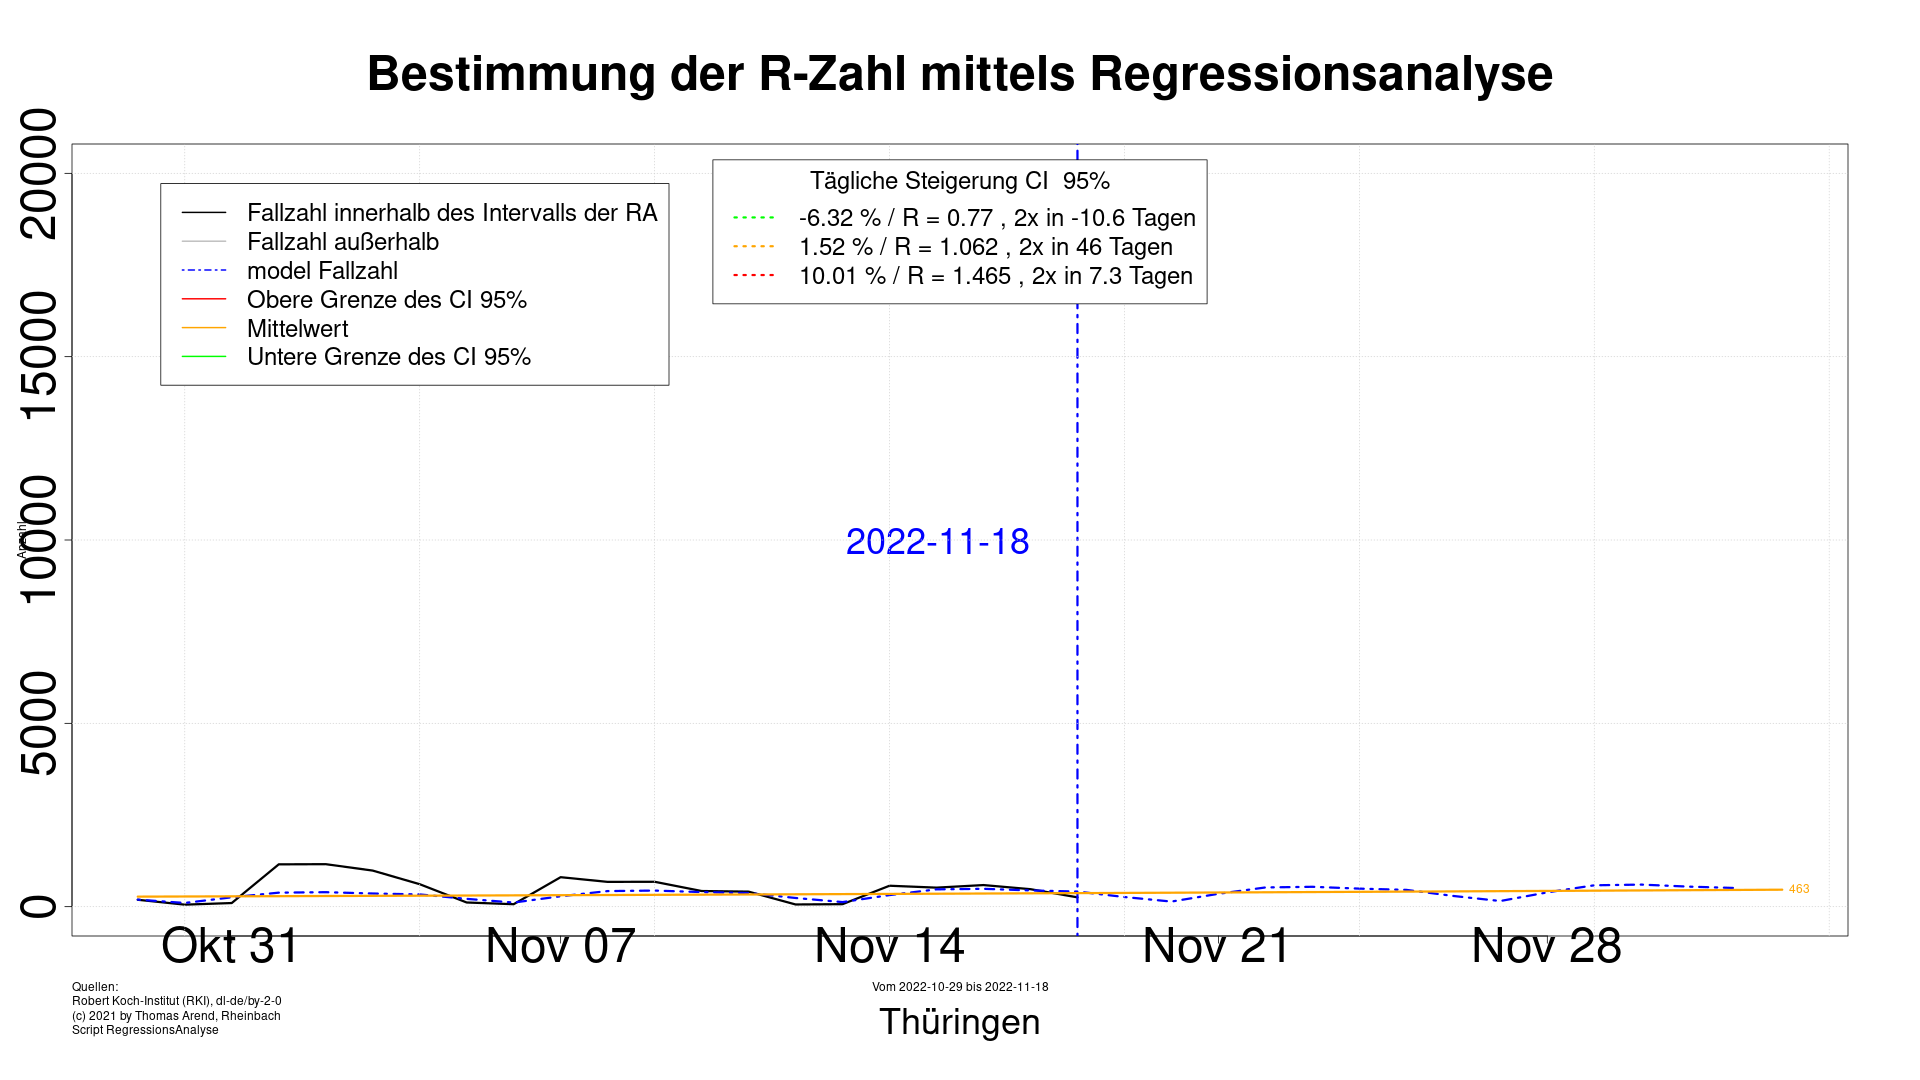 Bestimmung der R-Zahl mittels Regressionsanalyse
20000
15000
10000
5000
0
Anzahl
Fallzahl innerhalb des Intervalls der RA
Fallzahl außerhalb
model Fallzahl
Obere Grenze des CI 95%
Mittelwert
Untere Grenze des CI 95%
Tägliche Steigerung CI  95%
-6.32 % / R = 0.77 , 2x in -10.6 Tagen
1.52 % / R = 1.062 , 2x in 46 Tagen
10.01 % / R = 1.465 , 2x in 7.3 Tagen
2022-11-18
463
Okt 31
Nov 07
Nov 14
Nov 21
Nov 28
Quellen:
Robert Koch-Institut (RKI), dl-de/by-2-0
(c) 2021 by Thomas Arend, Rheinbach
Script RegressionsAnalyse
Vom 2022-10-29 bis 2022-11-18
Thüringen